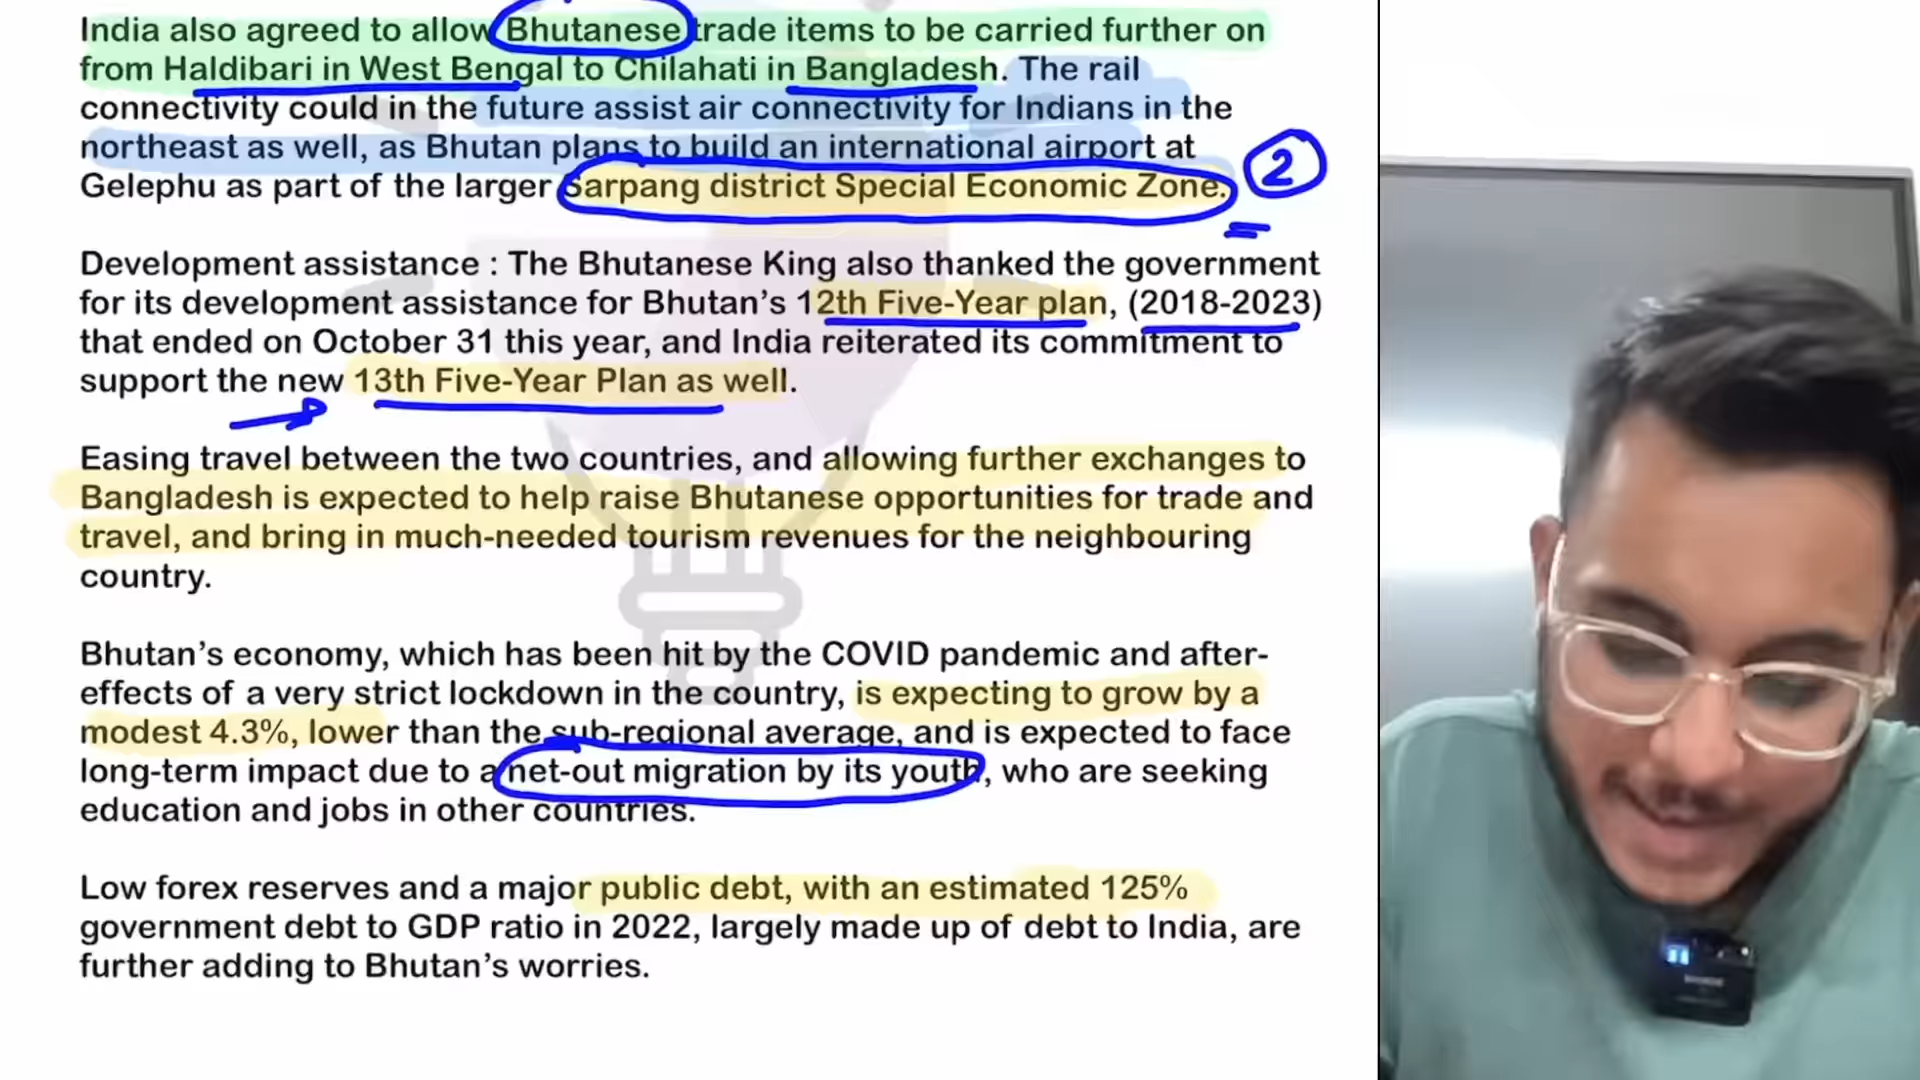 India also agreed to allow Bhutanese trade items to be carried further on
from Haldibari in West Bengal to Chilahati in Bangladesh. The rail
connectivity could in the future assist air connectivity for Indians in the
northeast as well, as Bhutan plans to build an international airport at
Gelephu as part of the larger Sarpang district Special Economic Zone.
2
Development assistance : The Bhutanese King also thanked the government
for its development assistance for Bhutan's 12th Five-Year plan, (2018-2023)
that ended on October 31 this year, and India reiterated its commitment to
support the new 13th Five-Year Plan as well.
Easing travel between the two countries, and allowing further exchanges to
Bangladesh is expected to help raise Bhutanese opportunities for trade and
travel, and bring in much-needed tourism revenues for the neighbouring
country.
Bhutan's economy, which has been hit by the COVID pandemic and after-
effects of a very strict lockdown in the country, is expecting to grow by a
modest 4.3%, lower than the sub-regional average, and is expected to face
long-term impact due to a net-out migration by its youth, who are seeking
education and jobs in other countries.
Low forex reserves and a major public debt, with an estimated 125%
government debt to GDP ratio in 2022, largely made up of debt to India, are
further adding to Bhutan's worries.